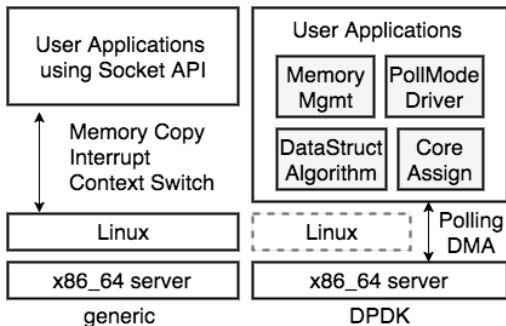 User Applications
using Socket API
Memory Copy
Interrupt
Context Switch
Linux
x86_64 server
generic
User Applications
Memory
Mgmt
PollMode
Driver
DataStruct
Algorithm
Core
Assign
Linux
Polling
DMA
x86_64 server
DPDK